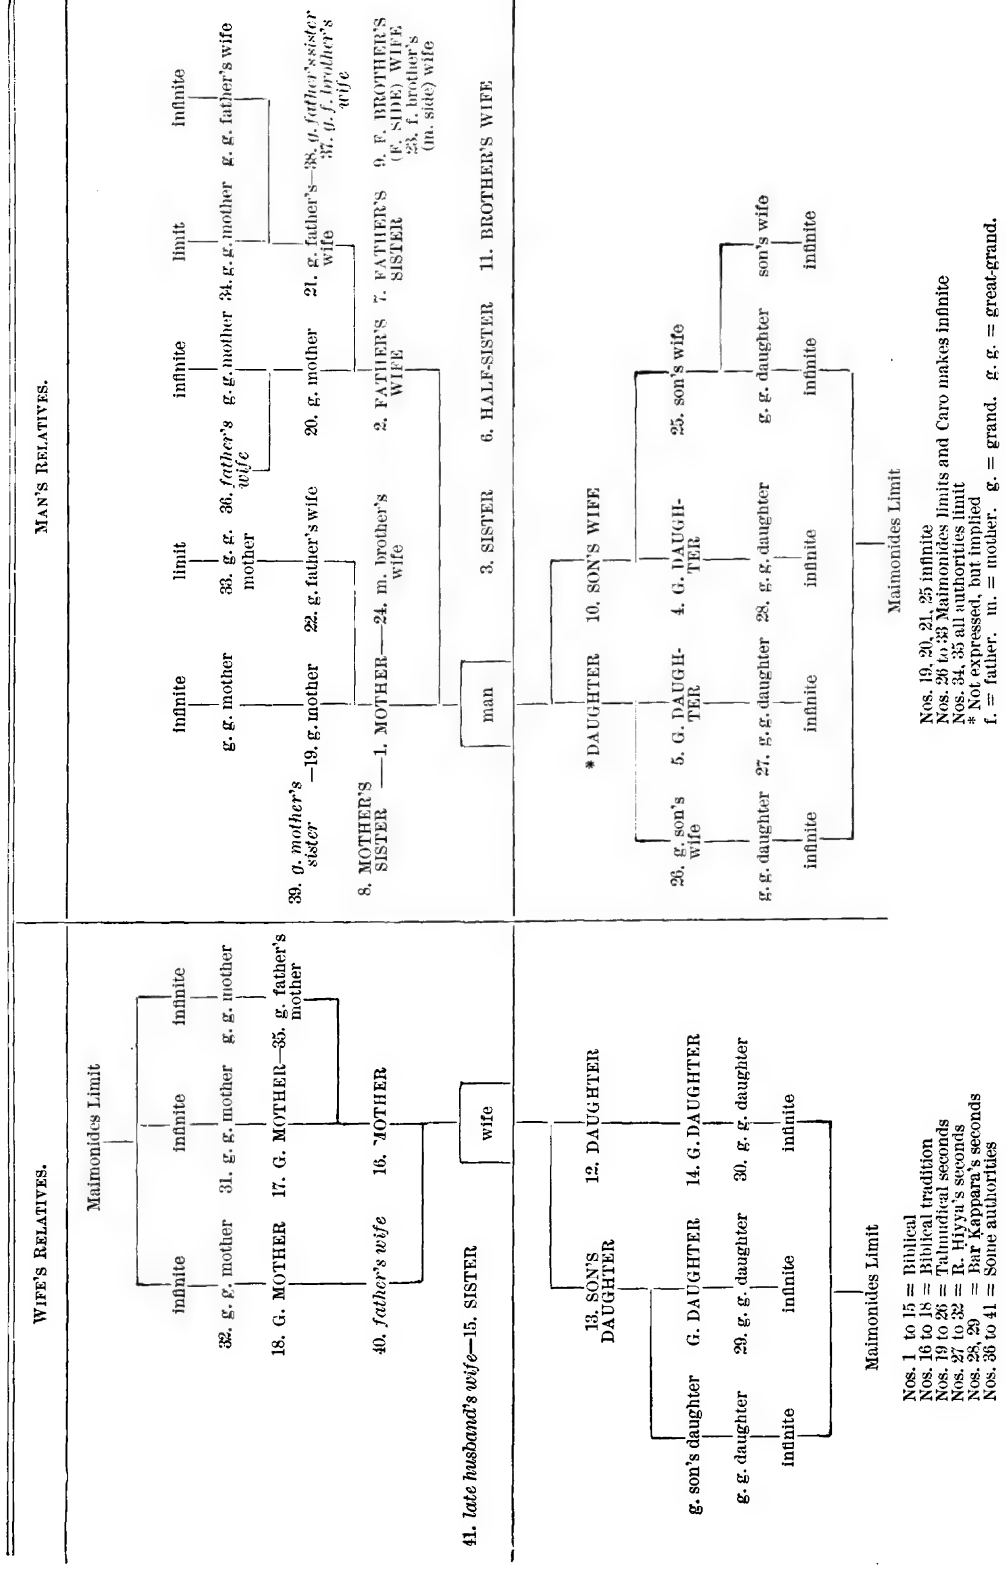 WIFE'S RELATIVES.
Maimonides Limit
infinite infinite infinite
32. g. g. mother 31. g. g. mother g. g. mother
18. G. MOTHER 17. G. MOTHER—35. g. father's
mother
40. father's wife 16. MOTHER
41. late husband's wife—15. SISTER wife
13. SON'S
DAUGHTER
12. DAUGHTER
g. son's daughter G. DAUGHTER 14. G. DAUGHTER
g. g. daughter 29. g. g. daughter 30. g. g. daughter
infinite infinite infinite
Maimonides Limit
Nos. 1 to 15 = Biblical
Nos. 16 to 18 = Biblical tradition
Nos. 19 to 26 = Talmudical seconds
Nos. 27 to 32 = R. Ḥiyya's seconds
Nos. 28, 29 = Bar Ḳappara's seconds
Nos. 36 to 41 = Some authorities
MAN'S RELATIVES.
infinite limit infinite limit infinite
g. g. mother 33. g. g.
mother
36. father's
wife
g. g. mother 34. g. g. mother g. g. father's wife
39. g. mother's
sister
—19. g. mother 22. g. father's wife 20. g. mother 21. g. father's—38. g. father's sister
wife
37. g. f. brother's
wife
8. MOTHER'S
SISTER
—1. MOTHER—24. m. brother's
wife
2. FATHER'S
WIFE
7. FATHER'S
SISTER
9. F. BROTHER'S
(F. SIDE) WIFE
23. f. brother's
(m. side) wife
man 3. SISTER 6. HALF-SISTER 11. BROTHER'S WIFE
*DAUGHTER 10. SON'S WIFE
26. g. son's
wife
5. G. DAUGH-
TER
4. G. DAUGH-
TER
25. son's wife
g. g. daughter 27. g. g. daughter 28. g. g. daughter g. g. daughter son's wife
infinite infinite infinite infinite infinite
Maimonides Limit
Nos. 19, 20, 21, 25 infinite
Nos. 26 to 33 Maimonides limits and Caro makes infinite
Nos. 34, 35 all authorities limit
* Not expressed, but implied
f. = father. m. = mother. g. = grand. g. g. = great-grand.